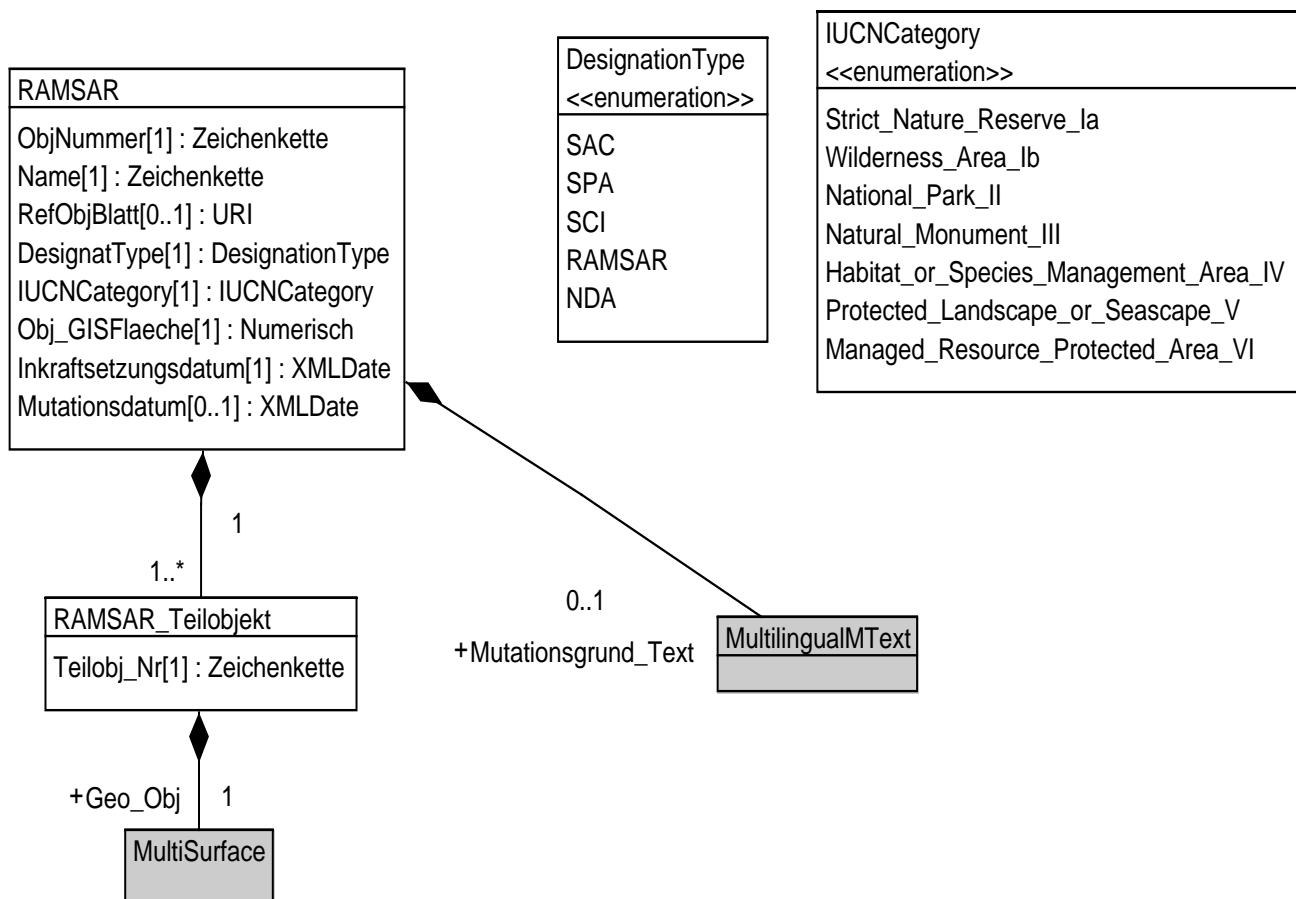 RAMSAR
ObjNummer[1] : Zeichenkette
Name[1] : Zeichenkette
RefObjBlatt[0..1] : URI
DesignatType[1] : DesignationType
IUCNCategory[1] : IUCNCategory
Obj_GISFlaeche[1] : Numerisch
Inkraftsetzungsdatum[1] : XMLDate
Mutationsdatum[0..1] : XMLDate
DesignationType
<<enumeration>>
SAC
SPA
SCI
RAMSAR
NDA
IUCNCategory
<<enumeration>>
Strict_Nature_Reserve_Ia
Wilderness_Area_Ib
National_Park_II
Natural_Monument_III
Habitat_or_Species_Management_Area_IV
Protected_Landscape_or_Seascape_V
Managed_Resource_Protected_Area_VI
1
1..*
RAMSAR_Teilobjekt
Teilobj_Nr[1] : Zeichenkette
0..1
+Mutationsgrund_Text
MultilingualMText
+Geo_Obj 1
MultiSurface